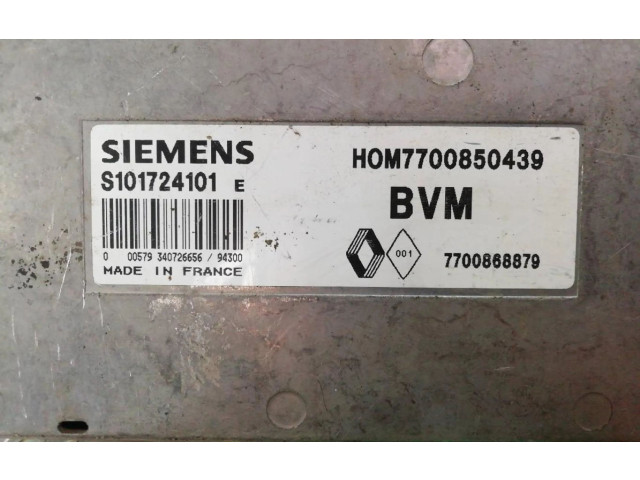 SIEMENS
S101724101 E
0 00579 340726656 / 94300
MADE IN FRANCE
HOM7700850439
BVM
001
7700868879